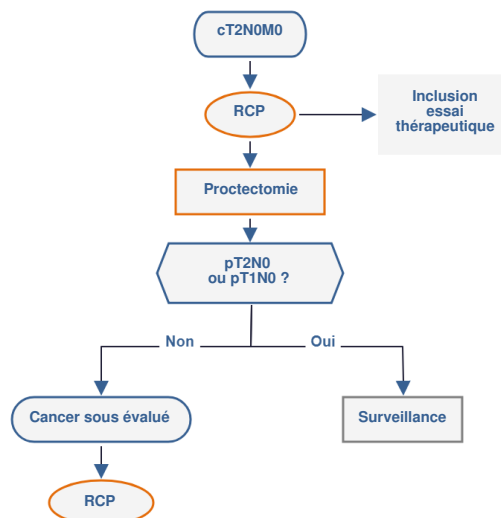 cT2N0M0
RCP
Inclusion
essai
thérapeutique
Proctectomie
pT2N0
ou pT1N0 ?
Non
Oui
Cancer sous évalué
Surveillance
RCP